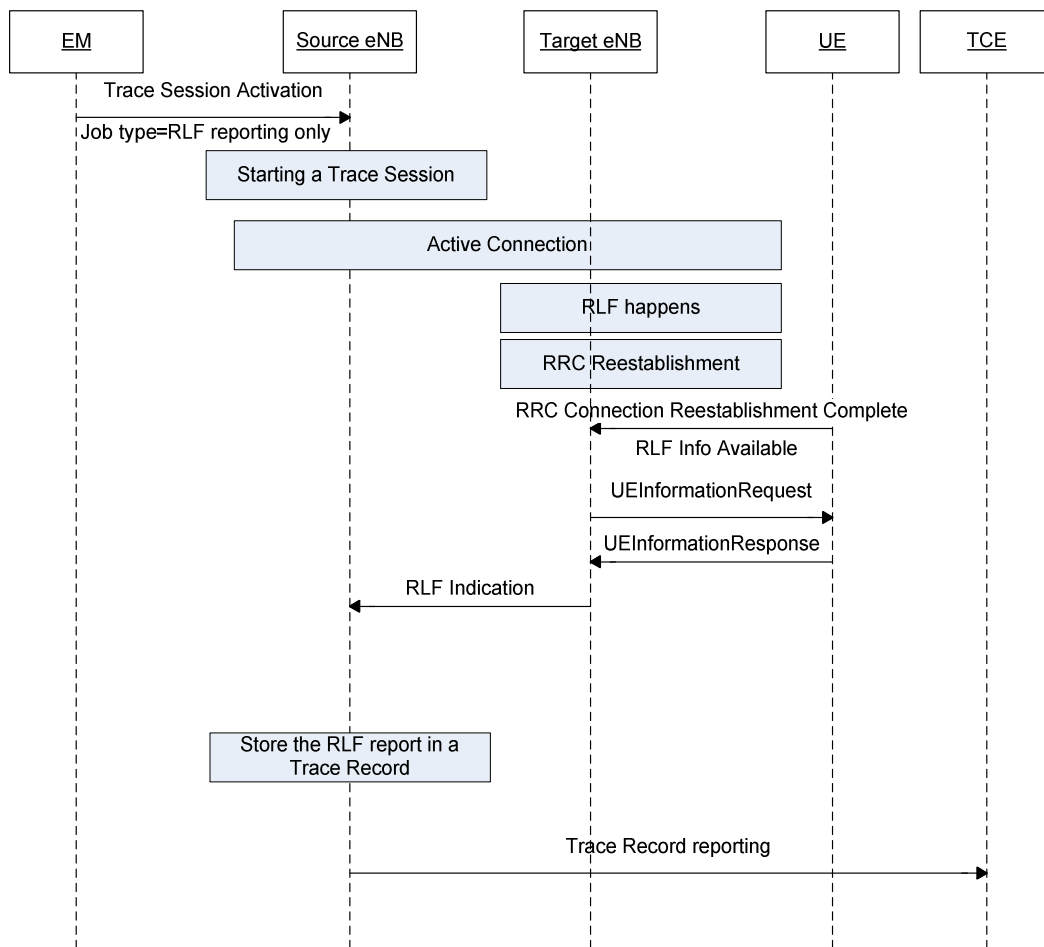 EM
Source eNB
Target eNB
UE
TCE
Trace Session Activation
Job type=RLF reporting only
Starting a Trace Session
Active Connection
RLF happens
RRC Reestablishment
RRC Connection Reestablishment Complete
RLF Info Available
UEInformationRequest
UEInformationResponse
RLF Indication
Store the RLF report in a
Trace Record
Trace Record reporting